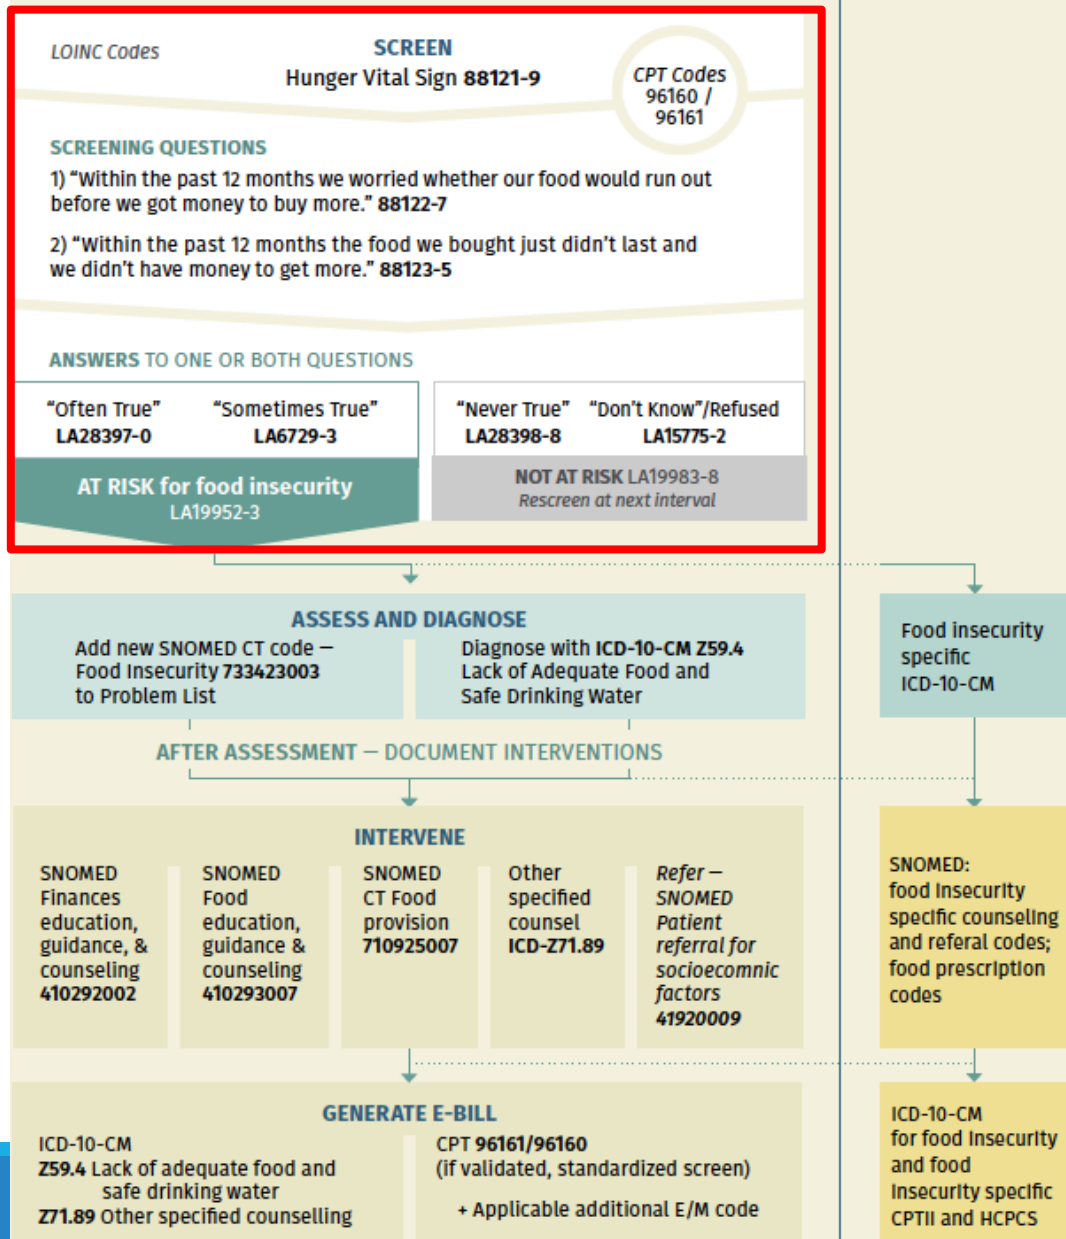 LOINC Codes
SCREEN
Hunger Vital Sign 88121-9
CPT Codes
96160 /
96161
SCREENING QUESTIONS
1) “Within the past 12 months we worried whether our food would run out
before we got money to buy more.” 88122-7
2) “Within the past 12 months the food we bought just didn’t last and
we didn’t have money to get more.” 88123-5
ANSWERS TO ONE OR BOTH QUESTIONS
“Often True”
LA28397-0
“Sometimes True”
LA6729-3
“Never True”
LA28398-8
“Don’t Know”/Refused
LA15775-2
AT RISK for food insecurity
LA19952-3
NOT AT RISK LA19983-8
Rescreen at next interval
ASSESS AND DIAGNOSE
Add new SNOMED CT code —
Food Insecurity 733423003
to Problem List
Diagnose with ICD-10-CM Z59.4
Lack of Adequate Food and
Safe Drinking Water
Food insecurity
specific
ICD-10-CM
AFTER ASSESSMENT — DOCUMENT INTERVENTIONS
INTERVENE
SNOMED
Finances
education,
guidance, &
counseling
410292002
SNOMED
Food
education,
guidance &
counseling
410293007
SNOMED
CT Food
provision
710925007
Other
specified
counsel
ICD-Z71.89
Refer —
SNOMED
Patient
referral for
socioecomnic
factors
41920009
SNOMED:
food Insecurity
specific counseling
and referal codes;
food prescription
codes
GENERATE E-BILL
ICD-10-CM
Z59.4 Lack of adequate food and
safe drinking water
Z71.89 Other specified counselling
CPT 96161/96160
(if validated, standardized screen)
+ Applicable additional E/M code
ICD-10-CM
for food Insecurity
and food
Insecurity specific
CPTII and HCPCS